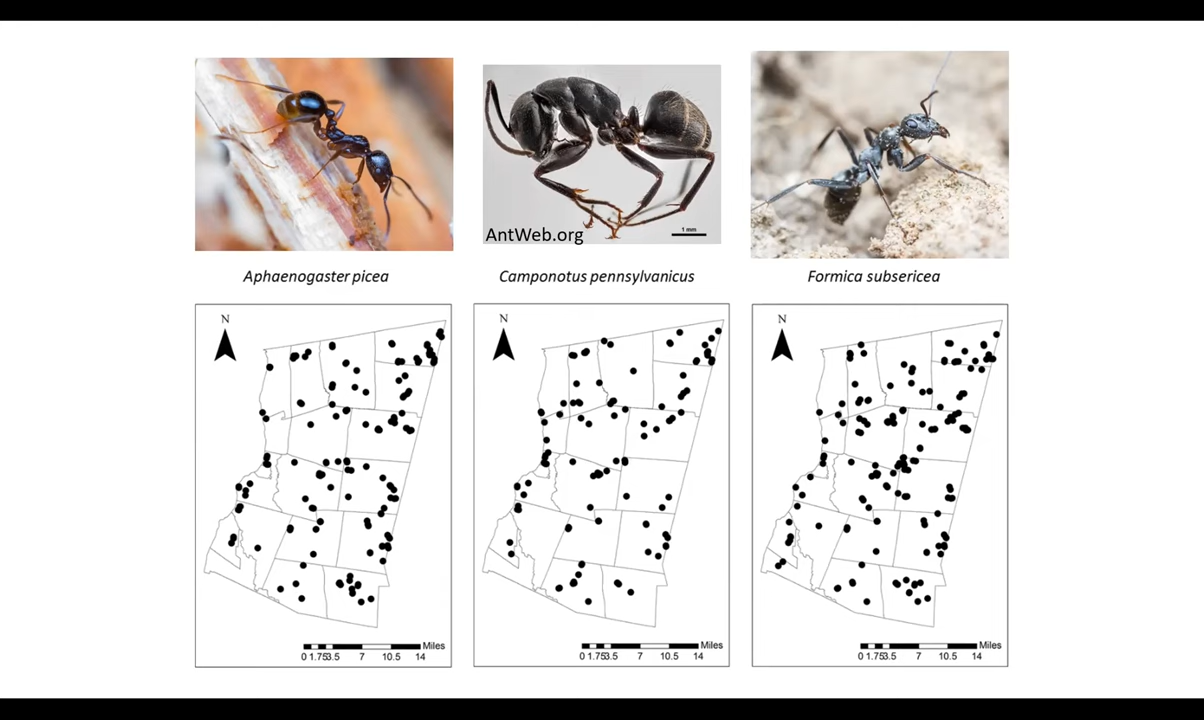 AntWeb.org
1 mm
Aphaenogaster picea
Camponotus pennsylvanicus
Formica subsericea
N
N
N
Miles
0 1.753.5 7 10.5 14
Miles
0 1.753.5 7 10.5 14
Miles
0 1.753.5 7 10.5 14